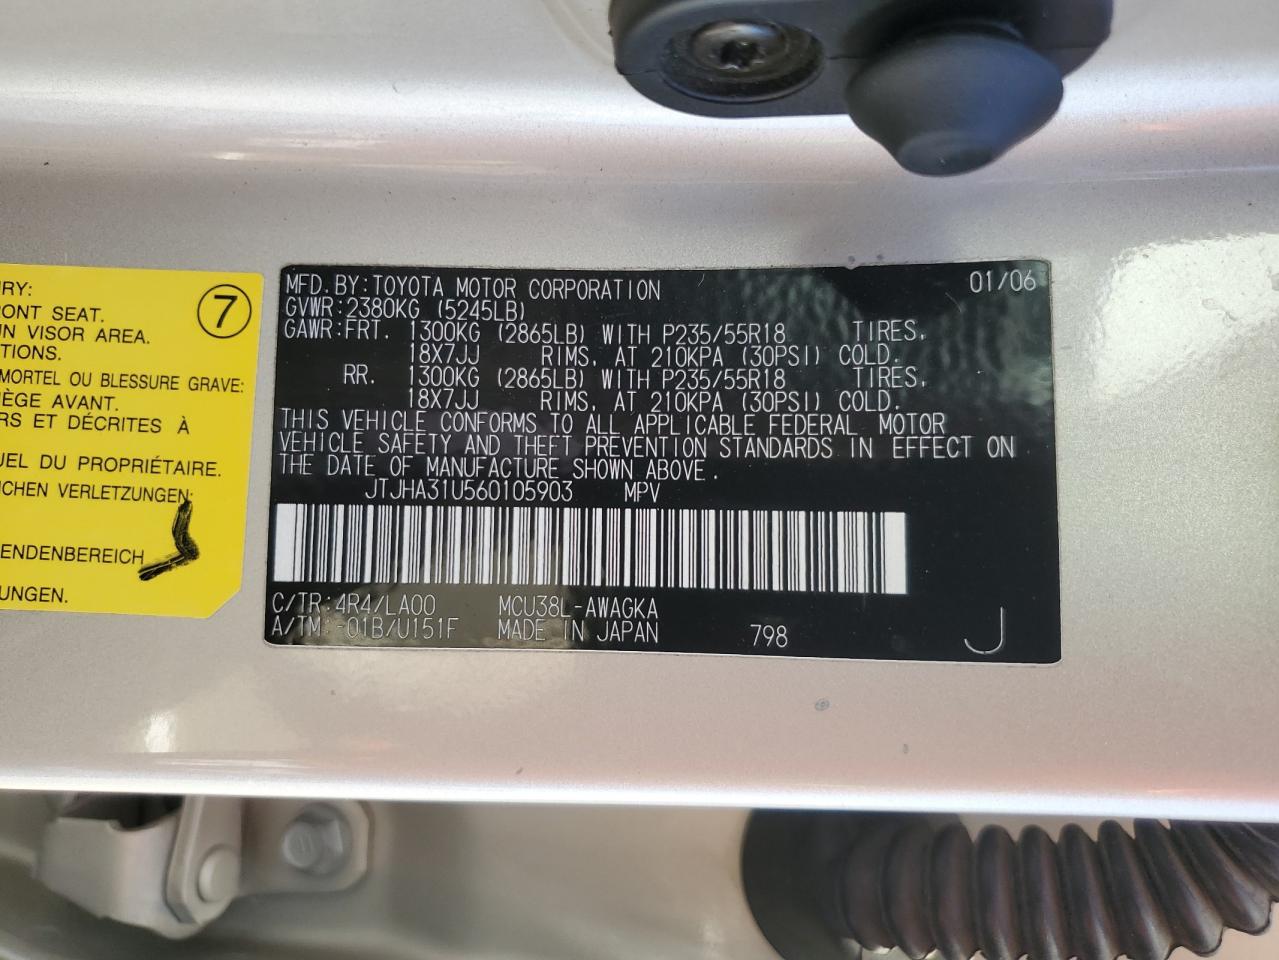 RY:
ONT SEAT.
N VISOR AREA.
TIONS.
MORTEL OU BLESSURE GRAVE:
ÈGE AVANT.
RS ET DÉCRITES À
UEL DU PROPRIÉTAIRE.
ICHEN VERLETZUNGEN:
ENDENBEREICH
UNGEN.
7
MFD.BY:TOYOTA MOTOR CORPORATION 01/06
GVWR:2380KG (5245LB)
GAWR:FRT. 1300KG (2865LB) WITH P235/55R18 TIRES,
18X7JJ RIMS, AT 210KPA (30PSI) COLD.
RR. 1300KG (2865LB) WITH P235/55R18 TIRES,
18X7JJ RIMS, AT 210KPA (30PSI) COLD.
THIS VEHICLE CONFORMS TO ALL APPLICABLE FEDERAL MOTOR
VEHICLE SAFETY AND THEFT PREVENTION STANDARDS IN EFFECT ON
THE DATE OF MANUFACTURE SHOWN ABOVE.
JTJHA31U560105903 MPV
C/TR:4R4/LA00 MCU38L-AWAGKA
A/TM:-01B/U151F MADE IN JAPAN 798 J